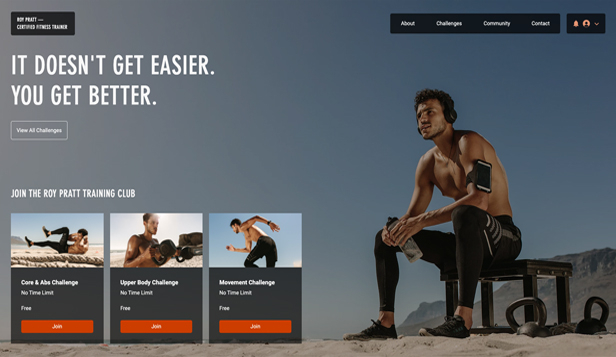 ROY PRATT —
CERTIFIED FITNESS TRAINER
About
Challenges
Community
Contact
IT DOESN'T GET EASIER.
YOU GET BETTER.
View All Challenges
JOIN THE ROY PRATT TRAINING CLUB
Core & Abs Challenge
No Time Limit
Free
Join
Upper Body Challenge
No Time Limit
Free
Join
Movement Challenge
No Time Limit
Free
Join